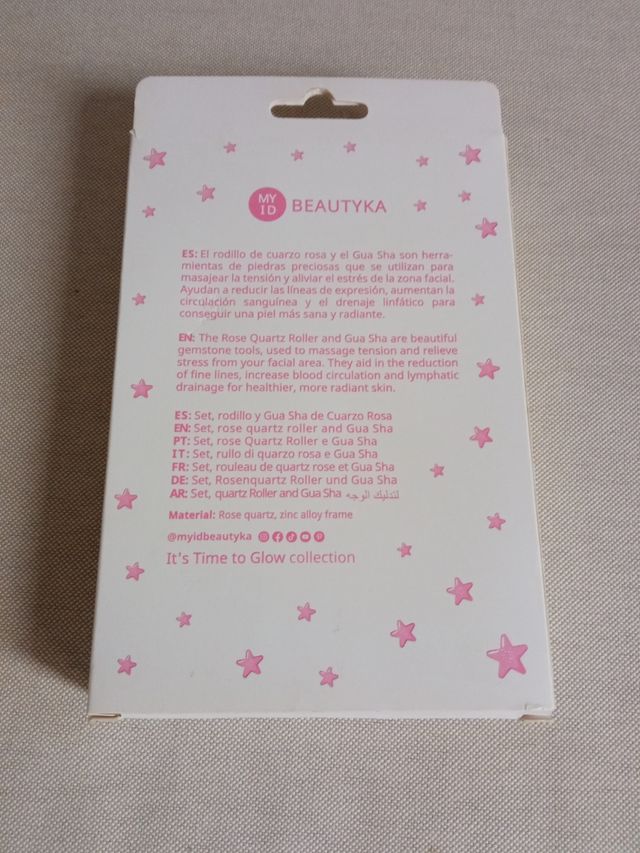 MY
ID
BEAUTYKA
ES: El rodillo de cuarzo rosa y el Gua Sha son herra-
mientas de piedras preciosas que se utilizan para
masajear la tensión y aliviar el estrés de la zona facial.
Ayudan a reducir las líneas de expresión, aumentan la
circulación sanguínea y el drenaje linfático para
conseguir una piel más sana y radiante.
EN: The Rose Quartz Roller and Gua Sha are beautiful
gemstone tools, used to massage tension and relieve
stress from your facial area. They aid in the reduction
of fine lines, increase blood circulation and lymphatic
drainage for healthier, more radiant skin.
ES: Set, rodillo y Gua Sha de Cuarzo Rosa
EN: Set, rose quartz roller and Gua Sha
PT: Set, rose Quartz Roller e Gua Sha
IT: Set, rullo di quarzo rosa e Gua Sha
FR: Set, rouleau de quartz rose et Gua Sha
DE: Set, Rosenquartz Roller und Gua Sha
AR: Set, quartz Roller and Gua Sha لتدليك الوجه
Material: Rose quartz, zinc alloy frame
@myidbeautyka
It's Time to Glow collection